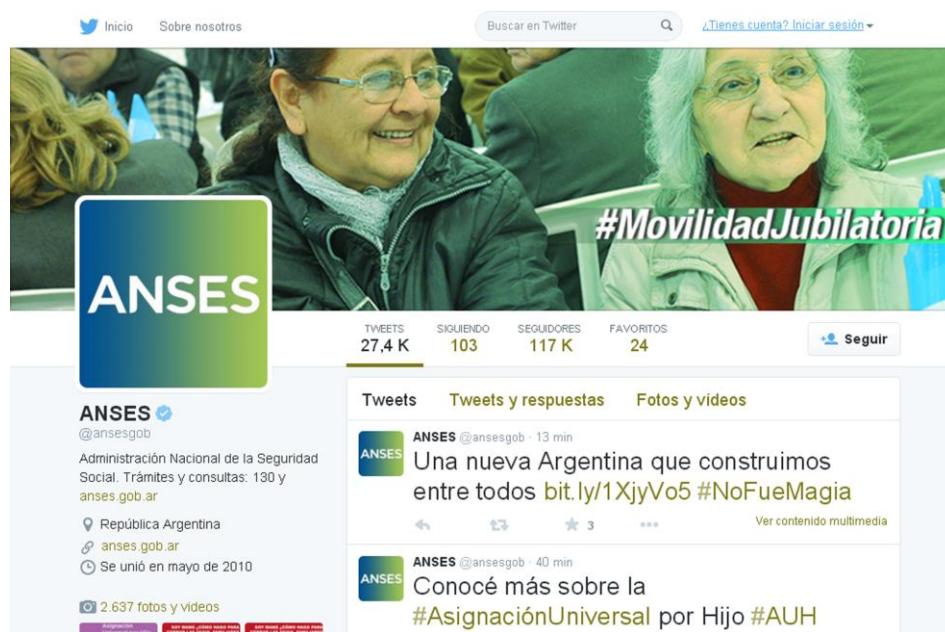 Inicio Sobre nosotros Buscar en Twitter ¿Tienes cuenta? Iniciar sesión
#MovilidadJubilatoria
ANSES
TWEETS SIGUIENDO SEGUIDORES FAVORITOS
27,4 K 103 117 K 24
Seguir
ANSES
@ansesgob
Administración Nacional de la Seguridad
Social. Trámites y consultas: 130 y
anses.gob.ar
República Argentina
anses.gob.ar
Se unió en mayo de 2010
2.637 fotos y videos
Asignación
Tweets Tweets y respuestas Fotos y videos
ANSES
ANSES @ansesgob · 13 min
Una nueva Argentina que construimos
entre todos bit.ly/1XjyVo5 #NoFueMagia
3
Ver contenido multimedia
ANSES
ANSES @ansesgob · 40 min
Conocé más sobre la
#AsignaciónUniversal por Hijo #AUH